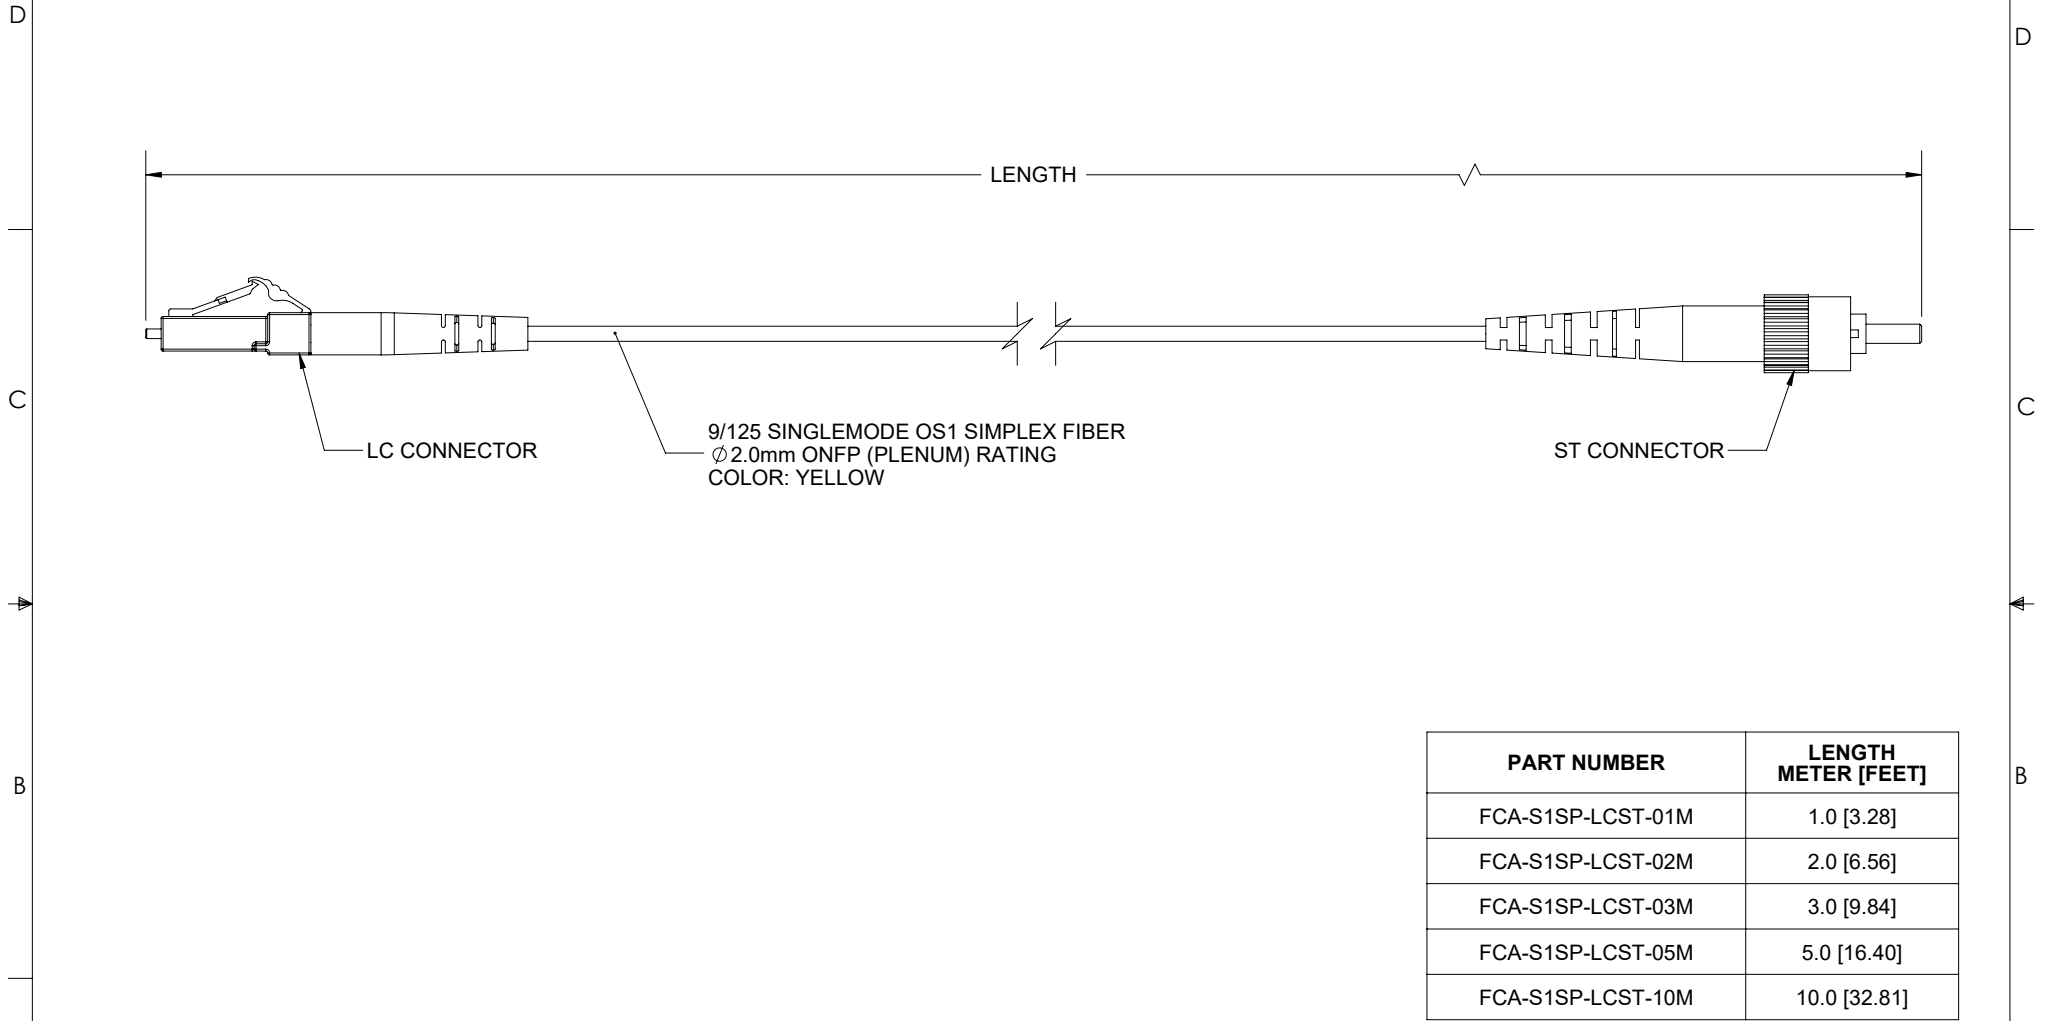 D
D
LENGTH
C
C
LC CONNECTOR
9/125 SINGLEMODE OS1 SIMPLEX FIBER
⌀2.0mm ONFP (PLENUM) RATING
COLOR: YELLOW
ST CONNECTOR
B
B
PART NUMBER
LENGTH
METER [FEET]
FCA-S1SP-LCST-01M 1.0 [3.28]
FCA-S1SP-LCST-02M 2.0 [6.56]
FCA-S1SP-LCST-03M 3.0 [9.84]
FCA-S1SP-LCST-05M 5.0 [16.40]
FCA-S1SP-LCST-10M 10.0 [32.81]